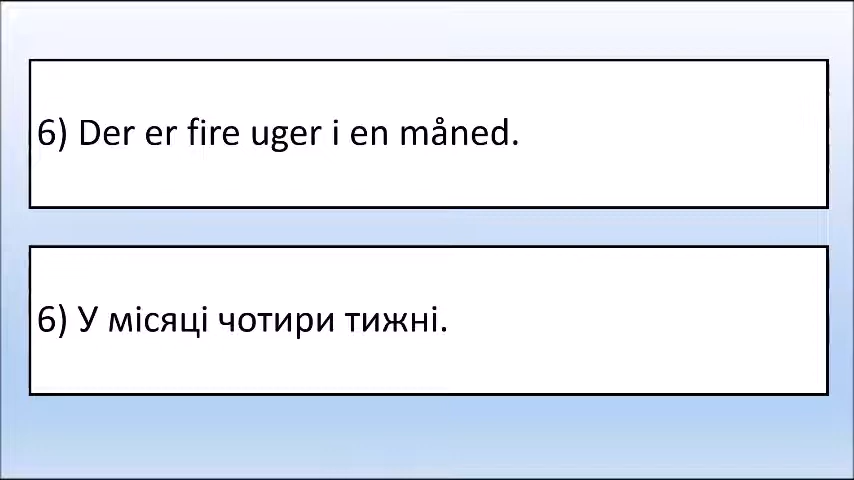 6) Der er fire uger i en måned.
6) У місяці чотири тижні.